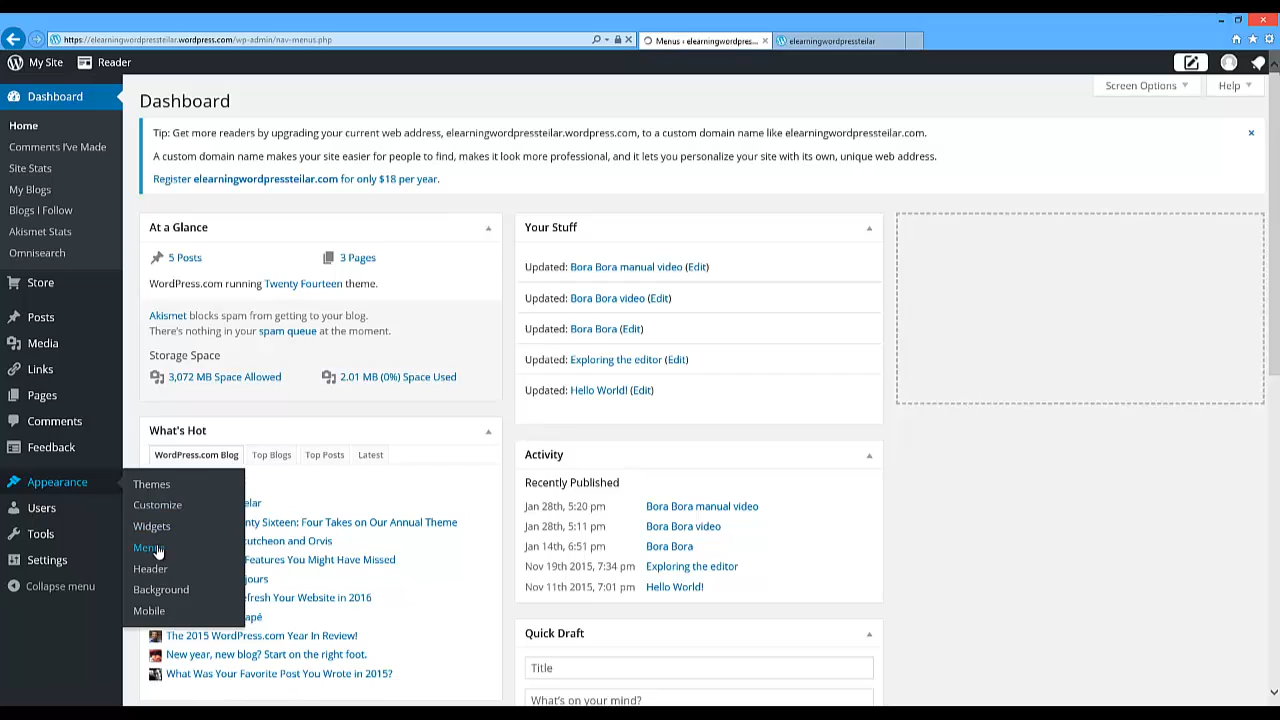 https://elearningwordpressteilar.wordpress.com/wp-admin/nav-menus.php
Menus ‹ elearningwordpres...
elearningwordpressteilar
My Site
Reader
Dashboard
Home
Comments I've Made
Site Stats
My Blogs
Blogs I Follow
Akismet Stats
Omnisearch
Store
Posts
Media
Links
Pages
Comments
Feedback
Appearance
Users
Tools
Settings
Collapse menu
Themes
Customize
Widgets
Header
Background
Mobile
Screen Options
Help
Dashboard
Tip: Get more readers by upgrading your current web address, elearningwordpressteilar.wordpress.com, to a custom domain name like elearningwordpressteilar.com.
A custom domain name makes your site easier for people to find, makes it look more professional, and it lets you personalize your site with its own, unique web address.
Register elearningwordpressteilar.com for only $18 per year.
At a Glance
5 Posts
3 Pages
WordPress.com running Twenty Fourteen theme.
Akismet blocks spam from getting to your blog.
There's nothing in your spam queue at the moment.
Storage Space
3,072 MB Space Allowed
2.01 MB (0%) Space Used
What's Hot
WordPress.com Blog
Top Blogs
Top Posts
Latest
elar
nty Sixteen: Four Takes on Our Annual Theme
utcheon and Orvis
Features You Might Have Missed
jours
efresh Your Website in 2016
apé
The 2015 WordPress.com Year In Review!
New year, new blog? Start on the right foot.
What Was Your Favorite Post You Wrote in 2015?
Your Stuff
Updated: Bora Bora manual video (Edit)
Updated: Bora Bora video (Edit)
Updated: Bora Bora (Edit)
Updated: Exploring the editor (Edit)
Updated: Hello World! (Edit)
Activity
Recently Published
Jan 28th, 5:20 pm Bora Bora manual video
Jan 28th, 5:11 pm Bora Bora video
Jan 14th, 6:51 pm Bora Bora
Nov 19th 2015, 7:34 pm Exploring the editor
Nov 11th 2015, 7:01 pm Hello World!
Quick Draft
Title
What's on your mind?